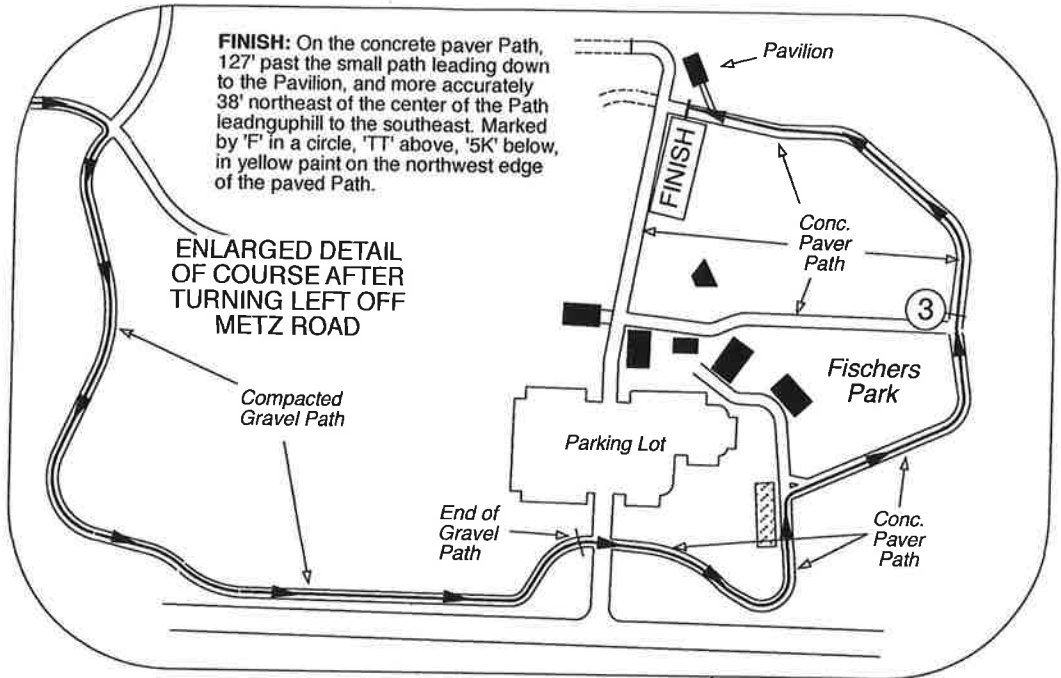 FINISH: On the concrete paver Path,
127' past the small path leading down
to the Pavilion, and more accurately
38' northeast of the center of the Path
leadnguphill to the southeast. Marked
by 'F' in a circle, 'TT' above, '5K' below,
in yellow paint on the northwest edge
of the paved Path.
Pavilion
FINISH
ENLARGED DETAIL
OF COURSE AFTER
TURNING LEFT OFF
METZ ROAD
Conc.
Paver
Path
3
Fischers
Park
Compacted
Gravel Path
Parking Lot
End of
Gravel
Path
Conc.
Paver
Path